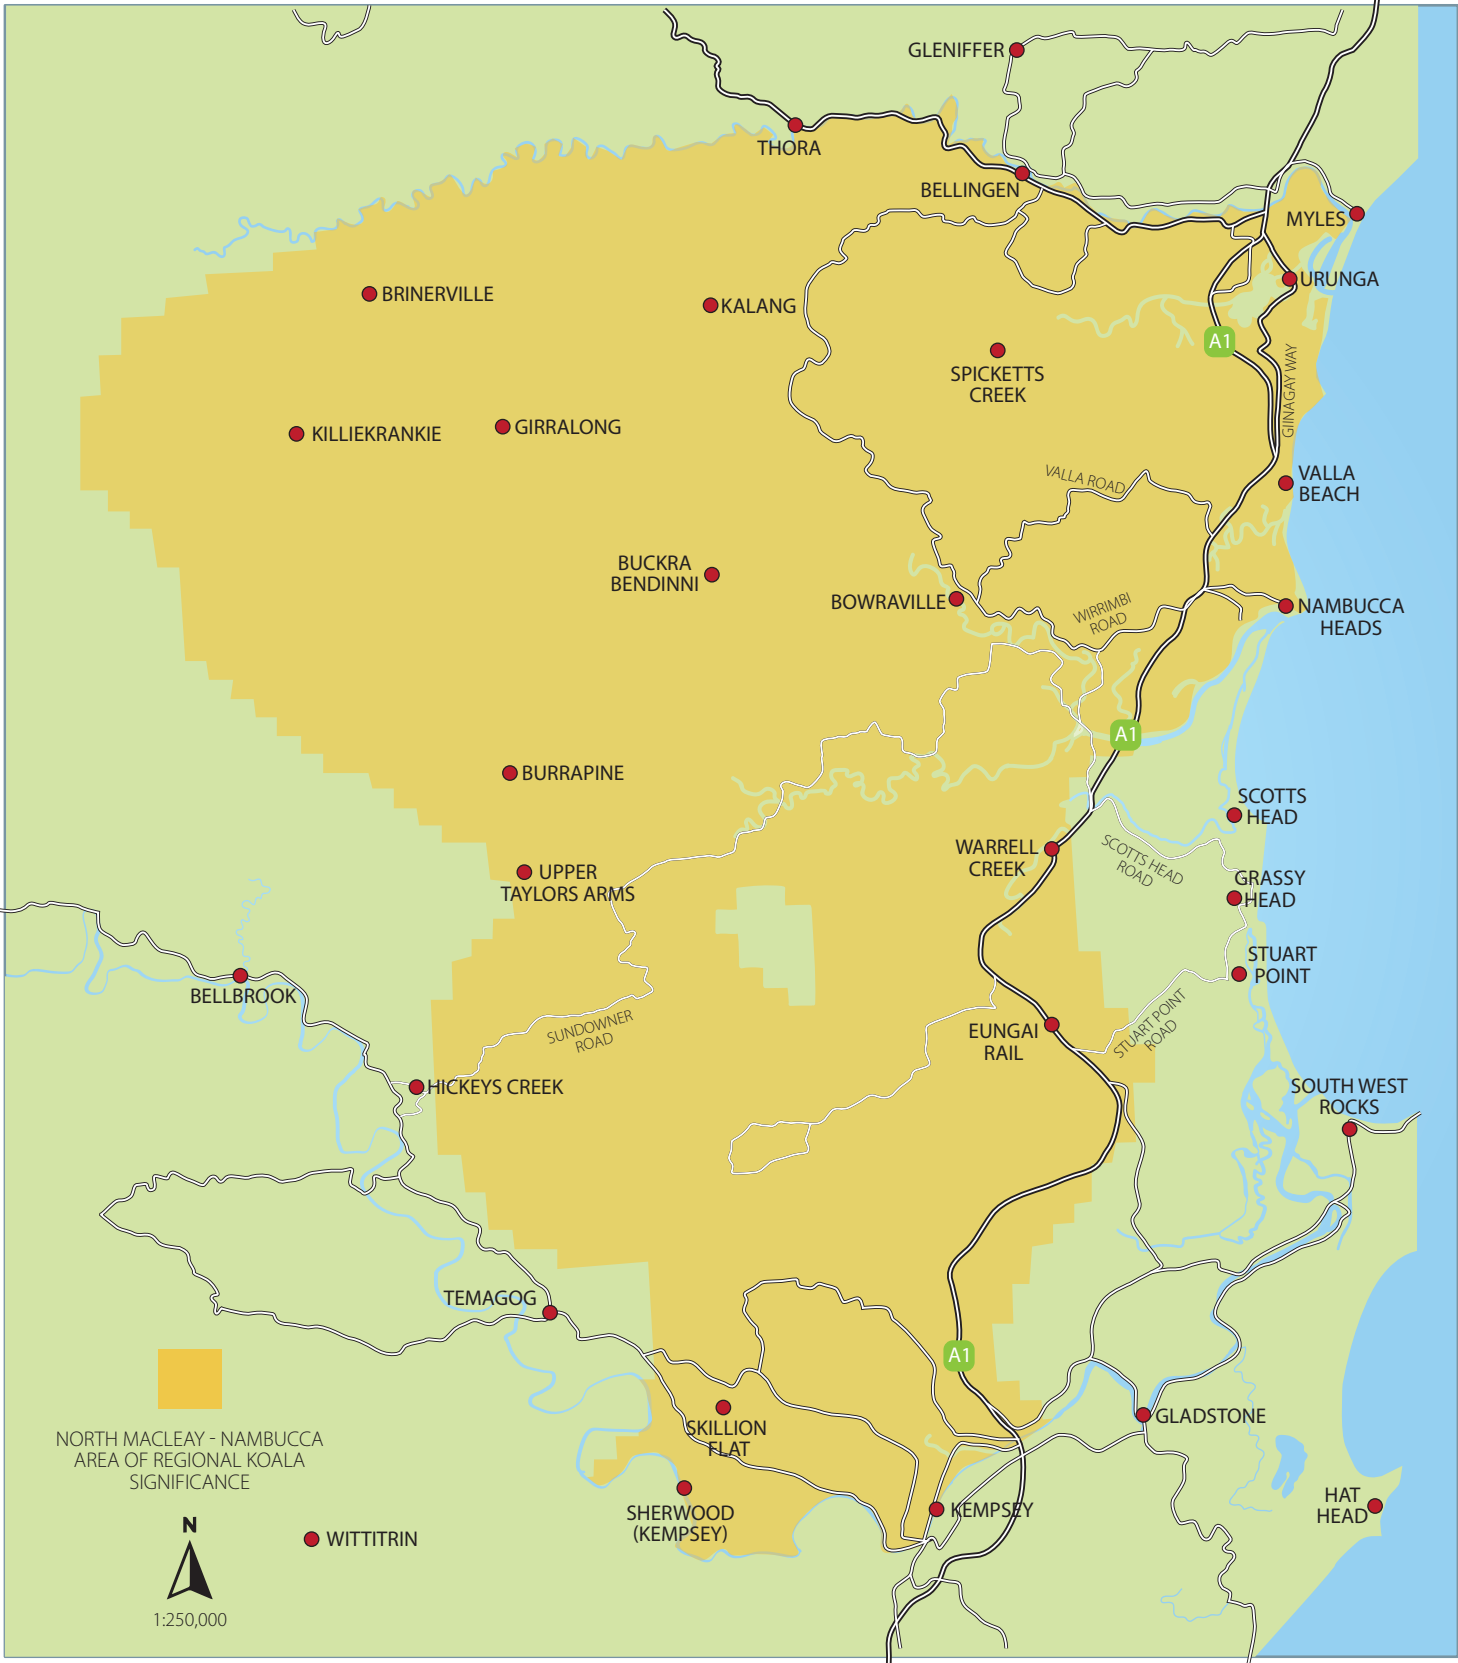 GLENIFFER
THORA
BELLINGEN
MYLES
URUNGA
BRINERVILLE
KALANG
A1
SPICKETTS
CREEK
GIINAGAY WAY
KILLIEKRANKIE
GIRRALONG
VALLA ROAD
VALLA
BEACH
BUCKRA
BENDINNI
BOWRAVILLE
WIRRIMBI
ROAD
NAMBUCCA
HEADS
A1
BURRAPINE
SCOTTS
HEAD
WARRELL
CREEK
SCOTTS HEAD
ROAD
UPPER
TAYLORS ARMS
GRASSY
HEAD
STUART
POINT
BELLBROOK
SUNDOWNER
ROAD
EUNGAI
RAIL
STUART POINT
ROAD
HICKEYS CREEK
SOUTH WEST
ROCKS
TEMAGOG
A1
SKILLION
FLAT
GLADSTONE
NORTH MACLEAY - NAMBUCCA
AREA OF REGIONAL KOALA
SIGNIFICANCE
SHERWOOD
(KEMPSEY)
KEMPSEY
HAT
HEAD
N
WITTITRIN
1:250,000